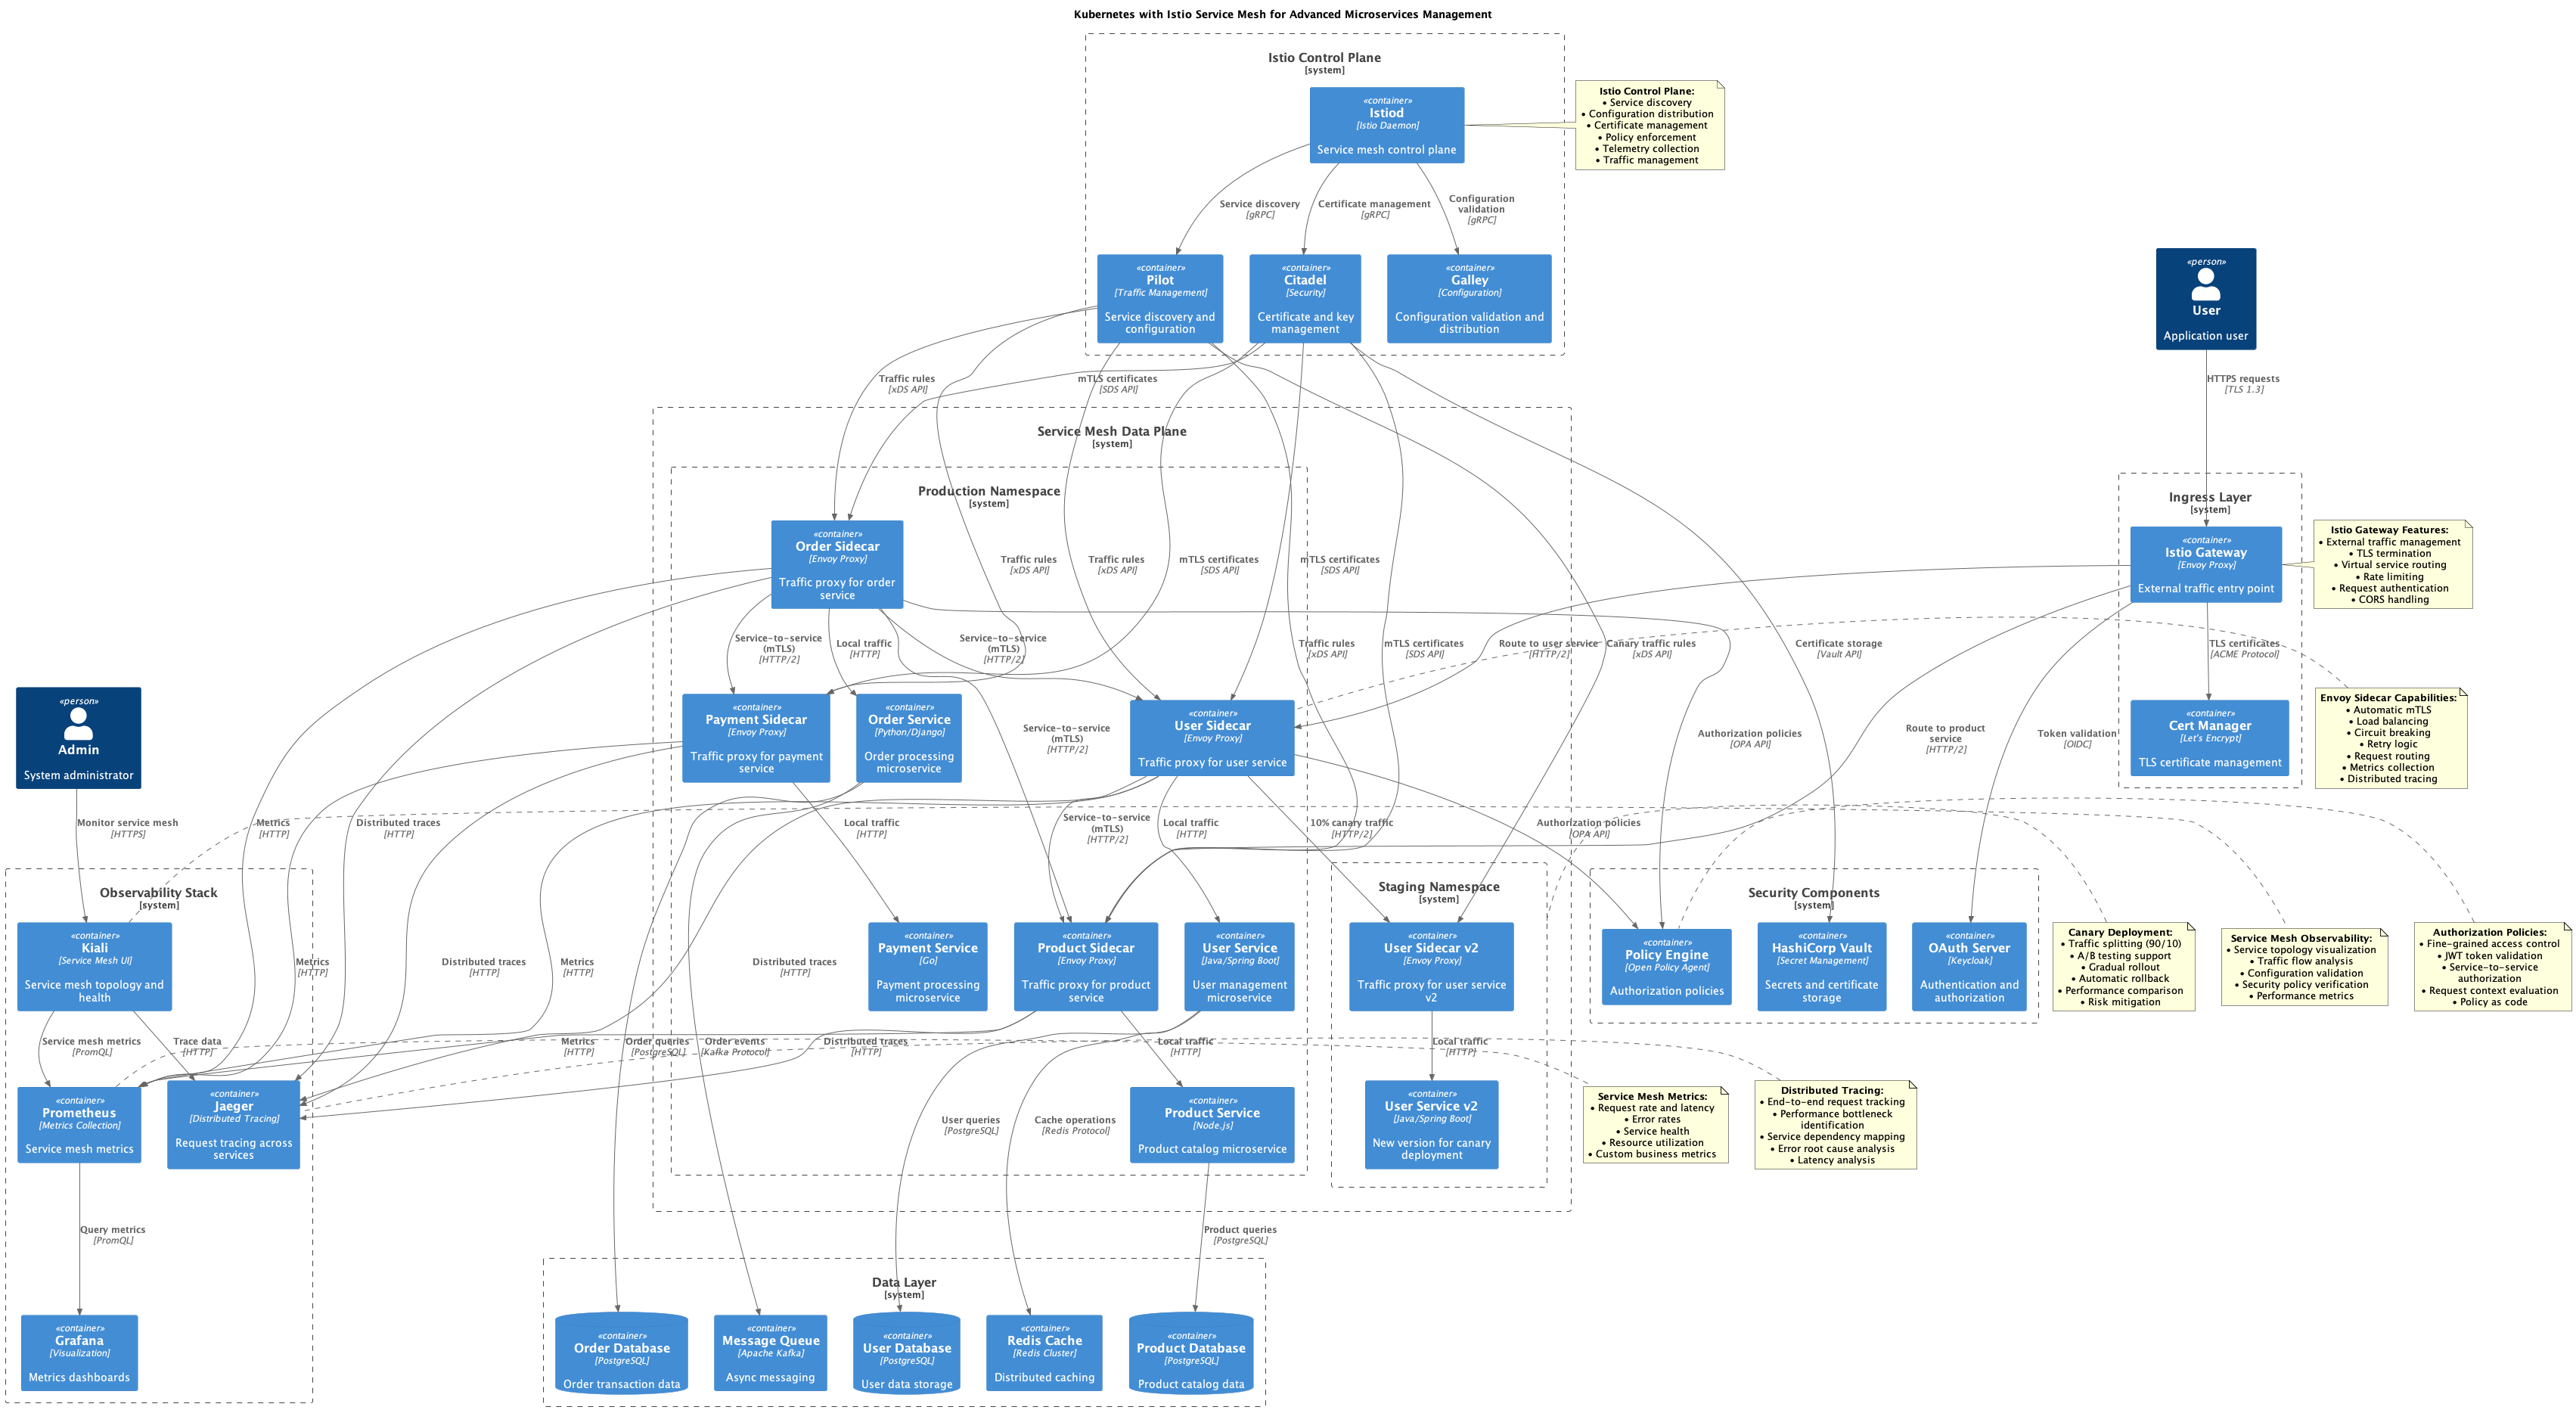 Kubernetes with Istio Service Mesh for Advanced Microservices Management
Istio Control Plane
[system]
«container»
Istiod
[Istio Daemon]
Service mesh control plane
Istio Control Plane:
• Service discovery
• Configuration distribution
• Certificate management
• Policy enforcement
• Telemetry collection
• Traffic management
Service discovery
[gRPC]
Certificate management
[gRPC]
Configuration
validation
[gRPC]
«container»
Pilot
[Traffic Management]
Service discovery and
configuration
«container»
Citadel
[Security]
Certificate and key
management
«container»
Galley
[Configuration]
Configuration validation and
distribution
«person»
User
Application user
Traffic rules
[xDS API]
mTLS certificates
[SDS API]
HTTPS requests
[TLS 1.3]
Service Mesh Data Plane
[system]
Production Namespace
[system]
Ingress Layer
[system]
«container»
Order Sidecar
[Envoy Proxy]
Traffic proxy for order
service
Traffic rules
[xDS API]
Traffic rules
[xDS API]
mTLS certificates
[SDS API]
mTLS certificates
[SDS API]
«container»
Istio Gateway
[Envoy Proxy]
External traffic entry point
Istio Gateway Features:
• External traffic management
• TLS termination
• Virtual service routing
• Rate limiting
• Request authentication
• CORS handling
Service-to-service
(mTLS)
[HTTP/2]
Local traffic
[HTTP]
Service-to-service
(mTLS)
[HTTP/2]
Traffic rules
[xDS API]
mTLS certificates
[SDS API]
Route to user service
[HTTP/2]
Canary traffic rules
[xDS API]
Certificate storage
[Vault API]
TLS certificates
[ACME Protocol]
«person»
Admin
System administrator
«container»
Payment Sidecar
[Envoy Proxy]
Traffic proxy for payment
service
«container»
Order Service
[Python/Django]
Order processing
microservice
Service-to-service
(mTLS)
[HTTP/2]
«container»
User Sidecar
[Envoy Proxy]
Traffic proxy for user service
Authorization policies
[OPA API]
Route to product
service
[HTTP/2]
Token validation
[OIDC]
«container»
Cert Manager
[Let's Encrypt]
TLS certificate management
Envoy Sidecar Capabilities:
• Automatic mTLS
• Load balancing
• Circuit breaking
• Retry logic
• Request routing
• Metrics collection
• Distributed tracing
Monitor service mesh
[HTTPS]
Metrics
[HTTP]
Distributed traces
[HTTP]
Local traffic
[HTTP]
Service-to-service
(mTLS)
[HTTP/2]
Local traffic
[HTTP]
10% canary traffic
[HTTP/2]
Authorization policies
[OPA API]
Observability Stack
[system]
Staging Namespace
[system]
Security Components
[system]
«container»
Kiali
[Service Mesh UI]
Service mesh topology and
health
Metrics
[HTTP]
Distributed traces
[HTTP]
Metrics
[HTTP]
Distributed traces
[HTTP]
«container»
Payment Service
[Go]
Payment processing
microservice
«container»
Product Sidecar
[Envoy Proxy]
Traffic proxy for product
service
«container»
User Service
[Java/Spring Boot]
User management
microservice
«container»
User Sidecar v2
[Envoy Proxy]
Traffic proxy for user service
v2
«container»
Policy Engine
[Open Policy Agent]
Authorization policies
«container»
HashiCorp Vault
[Secret Management]
Secrets and certificate
storage
«container»
OAuth Server
[Keycloak]
Authentication and
authorization
Canary Deployment:
• Traffic splitting (90/10)
• A/B testing support
• Gradual rollout
• Automatic rollback
• Performance comparison
• Risk mitigation
Service Mesh Observability:
• Service topology visualization
• Traffic flow analysis
• Configuration validation
• Security policy verification
• Performance metrics
Authorization Policies:
• Fine-grained access control
• JWT token validation
• Service-to-service
authorization
• Request context evaluation
• Policy as code
Service mesh metrics
[PromQL]
Trace data
[HTTP]
Metrics
[HTTP]
Order queries
[PostgreSQL]
Order events
[Kafka Protocol]
Distributed traces
[HTTP]
Local traffic
[HTTP]
Local traffic
[HTTP]
«container»
Prometheus
[Metrics Collection]
Service mesh metrics
«container»
Jaeger
[Distributed Tracing]
Request tracing across
services
User queries
[PostgreSQL]
Cache operations
[Redis Protocol]
«container»
Product Service
[Node.js]
Product catalog microservice
«container»
User Service v2
[Java/Spring Boot]
New version for canary
deployment
Service Mesh Metrics:
• Request rate and latency
• Error rates
• Service health
• Resource utilization
• Custom business metrics
Distributed Tracing:
• End-to-end request tracking
• Performance bottleneck
identification
• Service dependency mapping
• Error root cause analysis
• Latency analysis
Query metrics
[PromQL]
Product queries
[PostgreSQL]
Data Layer
[system]
«container»
Grafana
[Visualization]
Metrics dashboards
«container»
Order Database
[PostgreSQL]
Order transaction data
«container»
Message Queue
[Apache Kafka]
Async messaging
«container»
User Database
[PostgreSQL]
User data storage
«container»
Redis Cache
[Redis Cluster]
Distributed caching
«container»
Product Database
[PostgreSQL]
Product catalog data